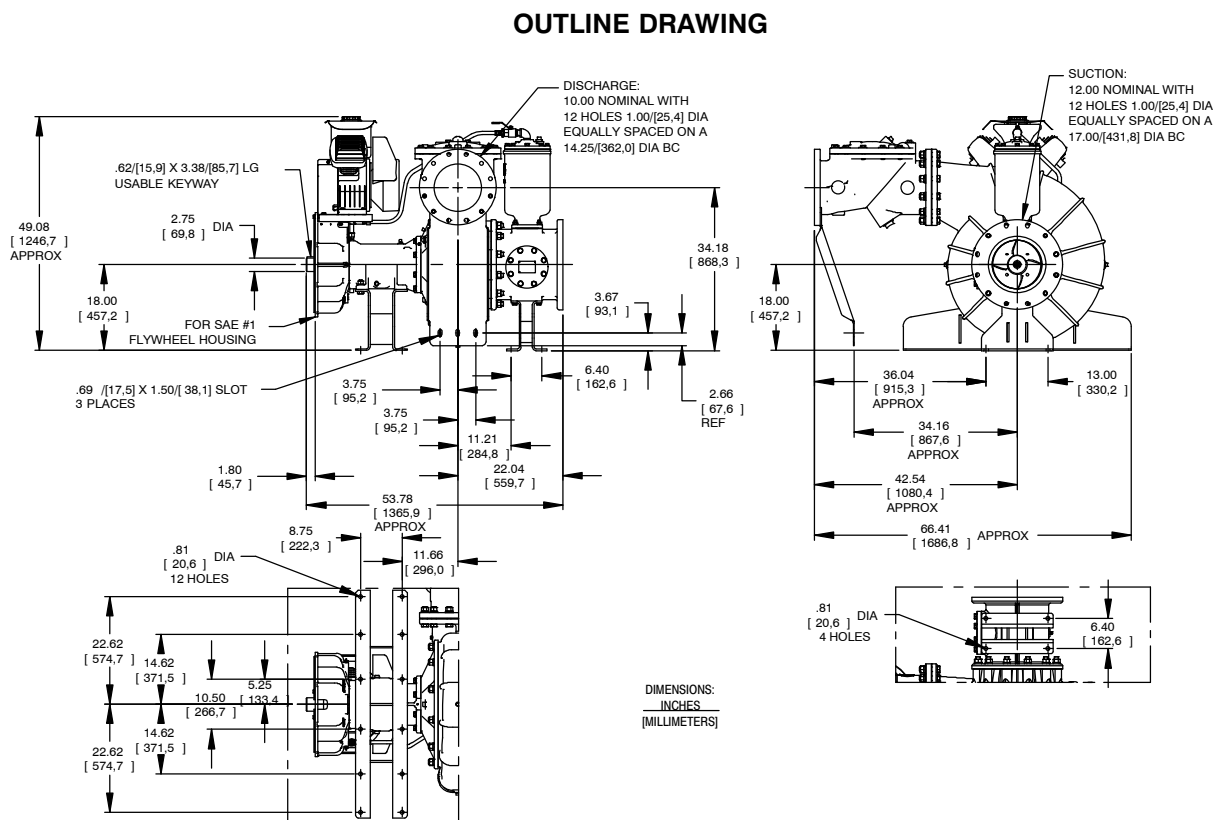 OUTLINE DRAWING
DISCHARGE:
10.00 NOMINAL WITH
12 HOLES 1.00/[25,4] DIA
EQUALLY SPACED ON A
14.25/[362,0] DIA BC
SUCTION:
12.00 NOMINAL WITH
12 HOLES 1.00/[25,4] DIA
EQUALLY SPACED ON A
17.00/[431,8] DIA BC
.62/[15,9] X 3.38/[85,7] LG
USABLE KEYWAY
2.75
[ 69,8 ] DIA
49.08
[ 1246,7 ]
APPROX
18.00
[ 457,2 ]
FOR SAE #1
FLYWHEEL HOUSING
.69 /[17,5] X 1.50/[ 38,1] SLOT
3 PLACES
34.18
[ 868,3 ]
3.67
[ 93,1 ]
6.40
[ 162,6 ]
2.66
[ 67,6 ]
REF
3.75
[ 95,2 ]
3.75
[ 95,2 ]
11.21
[ 284,8 ]
22.04
[ 559,7 ]
1.80
[ 45,7 ]
53.78
[ 1365,9 ]
APPROX
18.00
[ 457,2 ]
36.04
[ 915,3 ]
APPROX
13.00
[ 330,2 ]
34.16
[ 867,6 ]
APPROX
42.54
[ 1080,4 ]
APPROX
66.41
[ 1686,8 ] APPROX
8.75
[ 222,3 ]
11.66
[ 296,0 ]
.81
[ 20,6 ] DIA
12 HOLES
22.62
[ 574,7 ]
14.62
[ 371,5 ]
5.25
[ 133,4
10.50
[ 266,7 ]
14.62
[ 371,5 ]
22.62
[ 574,7 ]
DIMENSIONS:
INCHES
[MILLIMETERS]
.81
[ 20,6 ] DIA
4 HOLES
6.40
[ 162,6 ]